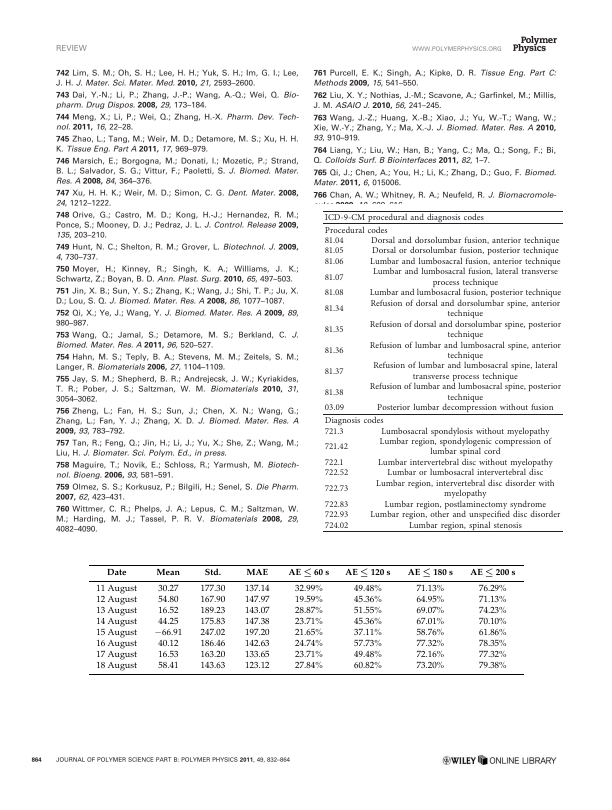 REVIEW
WWW.POLYMERPHYSICS.ORG
Polymer
Physics
742 Lim, S. M.; Oh, S. H.; Lee, H. H.; Yuk, S. H.; Im, G. I.; Lee,
J. H. J. Mater. Sci. Mater. Med. 2010, 21, 2593–2600.
743 Dai, Y.-N.; Li, P.; Zhang, J.-P.; Wang, A.-Q.; Wei, Q. Bio-
pharm. Drug Dispos. 2008, 29, 173–184.
744 Meng, X.; Li, P.; Wei, Q.; Zhang, H.-X. Pharm. Dev. Tech-
nol. 2011, 16, 22–28.
745 Zhao, L.; Tang, M.; Weir, M. D.; Detamore, M. S.; Xu, H. H.
K. Tissue Eng. Part A 2011, 17, 969–979.
746 Marsich, E.; Borgogna, M.; Donati, I.; Mozetic, P.; Strand,
B. L.; Salvador, S. G.; Vittur, F.; Paoletti, S. J. Biomed. Mater.
Res. A 2008, 84, 364–376.
747 Xu, H. H. K.; Weir, M. D.; Simon, C. G. Dent. Mater. 2008,
24, 1212–1222.
748 Orive, G.; Castro, M. D.; Kong, H.-J.; Hernandez, R. M.;
Ponce, S.; Mooney, D. J.; Pedraz, J. L. J. Control. Release 2009,
135, 203–210.
749 Hunt, N. C.; Shelton, R. M.; Grover, L. Biotechnol. J. 2009,
4, 730–737.
750 Moyer, H.; Kinney, R.; Singh, K. A.; Williams, J. K.;
Schwartz, Z.; Boyan, B. D. Ann. Plast. Surg. 2010, 65, 497–503.
751 Jin, X. B.; Sun, Y. S.; Zhang, K.; Wang, J.; Shi, T. P.; Ju, X.
D.; Lou, S. Q. J. Biomed. Mater. Res. A 2008, 86, 1077–1087.
752 Qi, X.; Ye, J.; Wang, Y. J. Biomed. Mater. Res. A 2009, 89,
980–987.
753 Wang, Q.; Jamal, S.; Detamore, M. S.; Berkland, C. J.
Biomed. Mater. Res. A 2011, 96, 520–527.
754 Hahn, M. S.; Teply, B. A.; Stevens, M. M.; Zeitels, S. M.;
Langer, R. Biomaterials 2006, 27, 1104–1109.
755 Jay, S. M.; Shepherd, B. R.; Andrejecsk, J. W.; Kyriakides,
T. R.; Pober, J. S.; Saltzman, W. M. Biomaterials 2010, 31,
3054–3062.
756 Zheng, L.; Fan, H. S.; Sun, J.; Chen, X. N.; Wang, G.;
Zhang, L.; Fan, Y. J.; Zhang, X. D. J. Biomed. Mater. Res. A
2009, 93, 783–792.
757 Tan, R.; Feng, Q.; Jin, H.; Li, J.; Yu, X.; She, Z.; Wang, M.;
Liu, H. J. Biomater. Sci. Polym. Ed., in press.
758 Maguire, T.; Novik, E.; Schloss, R.; Yarmush, M. Biotech-
nol. Bioeng. 2006, 93, 581–591.
759 Olmez, S. S.; Korkusuz, P.; Bilgili, H.; Senel, S. Die Pharm.
2007, 62, 423–431.
760 Wittmer, C. R.; Phelps, J. A.; Lepus, C. M.; Saltzman, W.
M.; Harding, M. J.; Tassel, P. R. V. Biomaterials 2008, 29,
4082–4090.
761 Purcell, E. K.; Singh, A.; Kipke, D. R. Tissue Eng. Part C:
Methods 2009, 15, 541–550.
762 Liu, X. Y.; Nothias, J.-M.; Scavone, A.; Garfinkel, M.; Millis,
J. M. ASAIO J. 2010, 56, 241–245.
763 Wang, J.-Z.; Huang, X.-B.; Xiao, J.; Yu, W.-T.; Wang, W.;
Xie, W.-Y.; Zhang, Y.; Ma, X.-J. J. Biomed. Mater. Res. A 2010,
93, 910–919.
764 Liang, Y.; Liu, W.; Han, B.; Yang, C.; Ma, Q.; Song, F.; Bi,
Q. Colloids Surf. B Biointerfaces 2011, 82, 1–7.
765 Qi, J.; Chen, A.; You, H.; Li, K.; Zhang, D.; Guo, F. Biomed.
Mater. 2011, 6, 015006.
766 Chan, A. W.; Whitney, R. A.; Neufeld, R. J. Biomacromole-
ICD-9-CM procedural and diagnosis codes
Procedural codes
81.04 Dorsal and dorsolumbar fusion, anterior technique
81.05 Dorsal or dorsolumbar fusion, posterior technique
81.06 Lumbar and lumbosacral fusion, anterior technique
81.07 Lumbar and lumbosacral fusion, lateral transverse
process technique
81.08 Lumbar and lumbosacral fusion, posterior technique
81.34 Refusion of dorsal and dorsolumbar spine, anterior
technique
81.35 Refusion of dorsal and dorsolumbar spine, posterior
technique
81.36 Refusion of lumbar and lumbosacral spine, anterior
technique
81.37 Refusion of lumbar and lumbosacral spine, lateral
transverse process technique
81.38 Refusion of lumbar and lumbosacral spine, posterior
technique
03.09 Posterior lumbar decompression without fusion
Diagnosis codes
721.3 Lumbosacral spondylosis without myelopathy
721.42 Lumbar region, spondylogenic compression of
lumbar spinal cord
722.1 Lumbar intervertebral disc without myelopathy
722.52 Lumbar or lumbosacral intervertebral disc
722.73 Lumbar region, intervertebral disc disorder with
myelopathy
722.83 Lumbar region, postlaminectomy syndrome
722.93 Lumbar region, other and unspecified disc disorder
724.02 Lumbar region, spinal stenosis
Date Mean Std. MAE AE ≤ 60 s AE ≤ 120 s AE ≤ 180 s AE ≤ 200 s
11 August 30.27 177.30 137.14 32.99% 49.48% 71.13% 76.29%
12 August 54.80 167.90 147.97 19.59% 45.36% 64.95% 71.13%
13 August 16.52 189.23 143.07 28.87% 51.55% 69.07% 74.23%
14 August 44.25 175.83 147.38 23.71% 45.36% 67.01% 70.10%
15 August −66.91 247.02 197.20 21.65% 37.11% 58.76% 61.86%
16 August 40.12 186.46 142.63 24.74% 57.73% 77.32% 78.35%
17 August 16.53 163.20 133.65 23.71% 49.48% 72.16% 77.32%
18 August 58.41 143.63 123.12 27.84% 60.82% 73.20% 79.38%
864 JOURNAL OF POLYMER SCIENCE PART B: POLYMER PHYSICS 2011, 49, 832–864
WILEY ONLINE LIBRARY